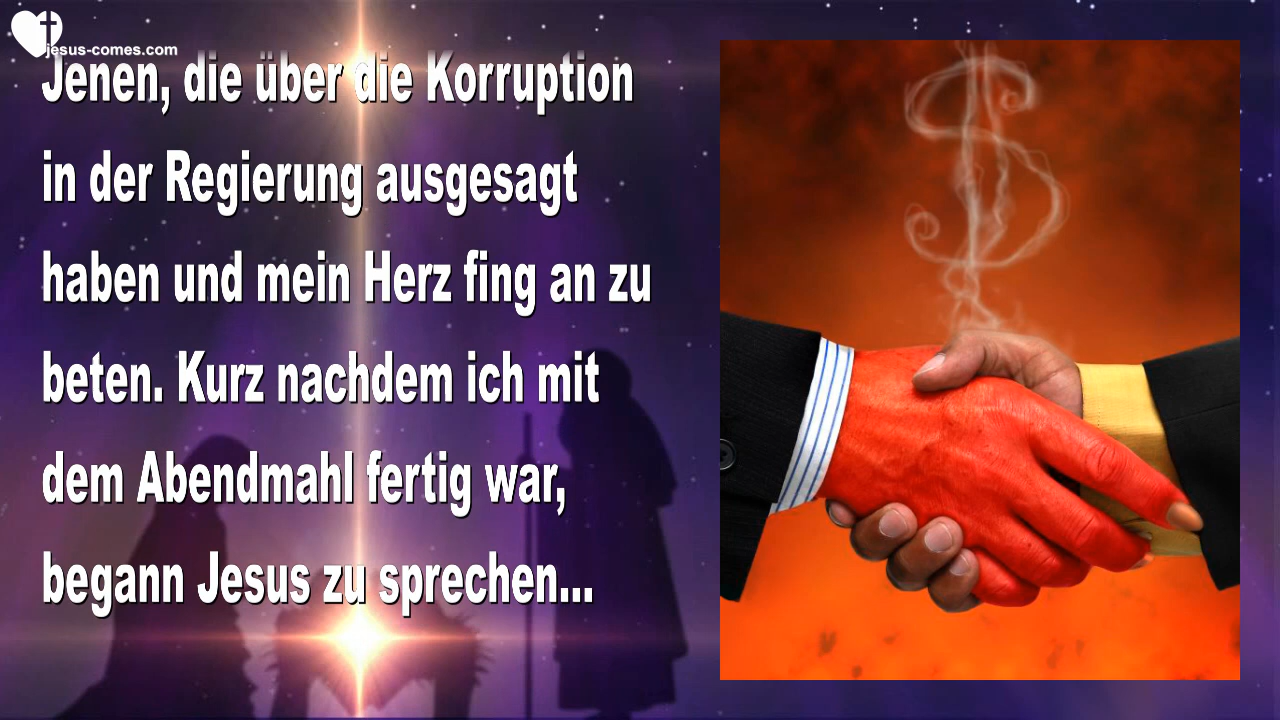 jesus-comes.com
Jenen, die über die Korruption
in der Regierung ausgesagt
haben und mein Herz fing an zu
beten. Kurz nachdem ich mit
dem Abendmahl fertig war,
begann Jesus zu sprechen...